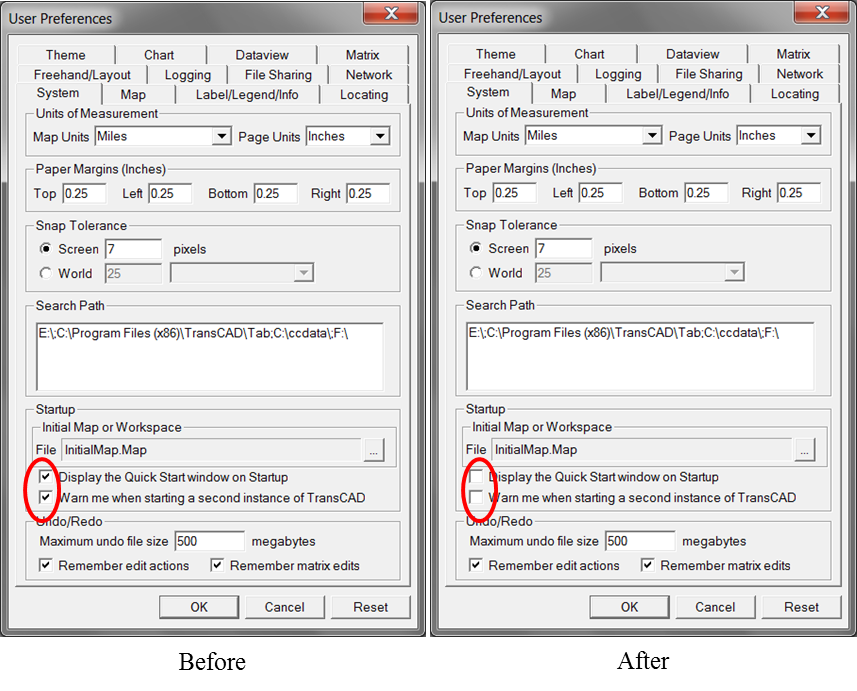 User Preferences
Theme Chart Dataview Matrix
Freehand/Layout Logging File Sharing Network
System Map Label/Legend/Info Locating
Units of Measurement
Map Units Miles Page Units Inches
Paper Margins (Inches)
Top 0.25 Left 0.25 Bottom 0.25 Right 0.25
Snap Tolerance
Screen 7 pixels
World 25
Search Path
E:\;C:\Program Files (x86)\TransCAD\Tab;C:\ccdata\;F:\
Startup
Initial Map or Workspace
File InitialMap.Map ...
Display the Quick Start window on Startup
Warn me when starting a second instance of TransCAD
Undo/Redo
Maximum undo file size 500 megabytes
Remember edit actions Remember matrix edits
OK Cancel Reset
Before
User Preferences
Theme Chart Dataview Matrix
Freehand/Layout Logging File Sharing Network
System Map Label/Legend/Info Locating
Units of Measurement
Map Units Miles Page Units Inches
Paper Margins (Inches)
Top 0.25 Left 0.25 Bottom 0.25 Right 0.25
Snap Tolerance
Screen 7 pixels
World 25
Search Path
E:\;C:\Program Files (x86)\TransCAD\Tab;C:\ccdata\;F:\
Startup
Initial Map or Workspace
File InitialMap.Map ...
Display the Quick Start window on Startup
Warn me when starting a second instance of TransCAD
Undo/Redo
Maximum undo file size 500 megabytes
Remember edit actions Remember matrix edits
OK Cancel Reset
After